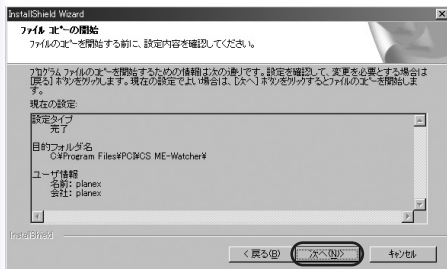 InstallShield Wizard
ファイル コピーの開始
ファイルのコピーを開始する前に、設定内容を確認してください。
プログラム ファイルのコピーを開始するための情報は次の通りです。設定を確認して、変更を必要とする場合は
[戻る] ボタンをクリックします。現在の設定でよい場合は、[次へ] ボタンをクリックするとファイルのコピーを開始しま
す。
現在の設定:
設定タイプ
完了
目的フォルダ名
C:¥Program Files¥PCI¥CS ME-Watcher¥
ユーザ情報
名前: planex
会社: planex
InstallShield
< 戻る(B)
次へ(N)>
キャンセル